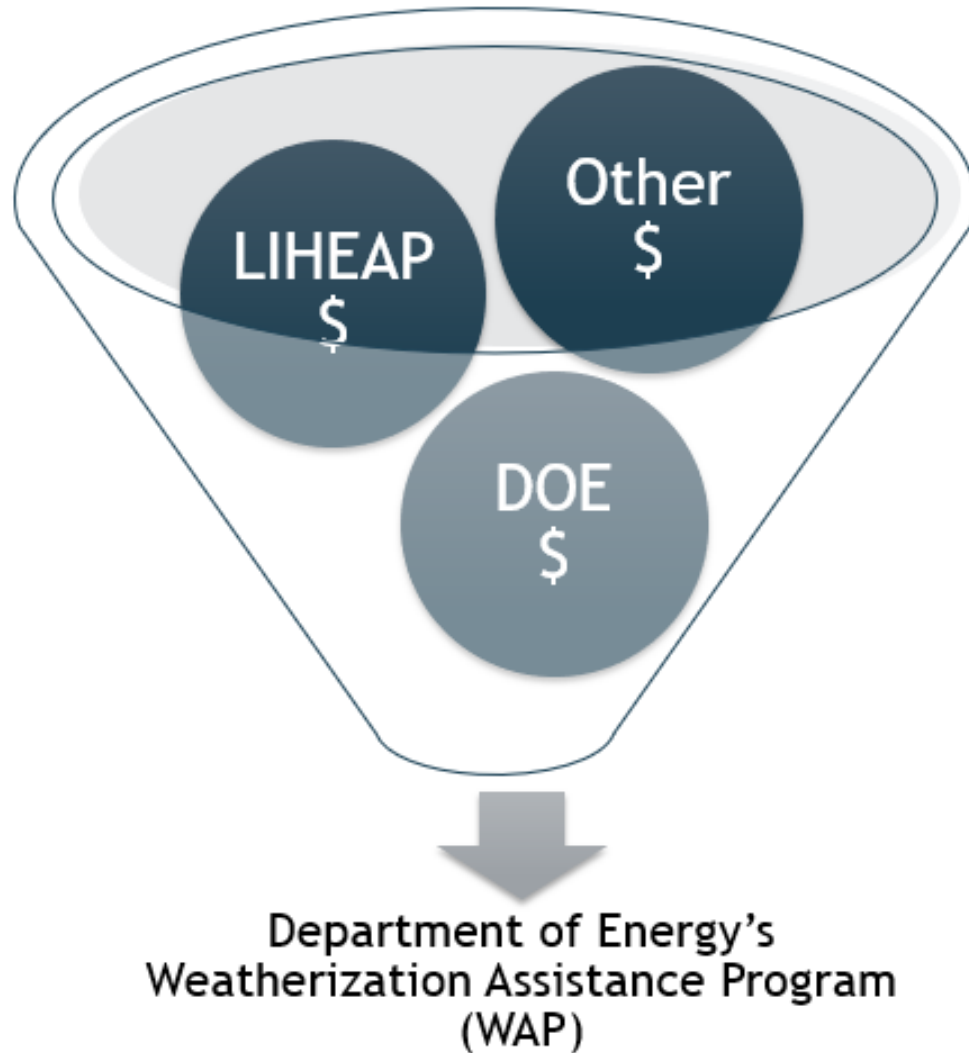 LIHEAP
$
Other
$
DOE
$
Department of Energy’s
Weatherization Assistance Program
(WAP)